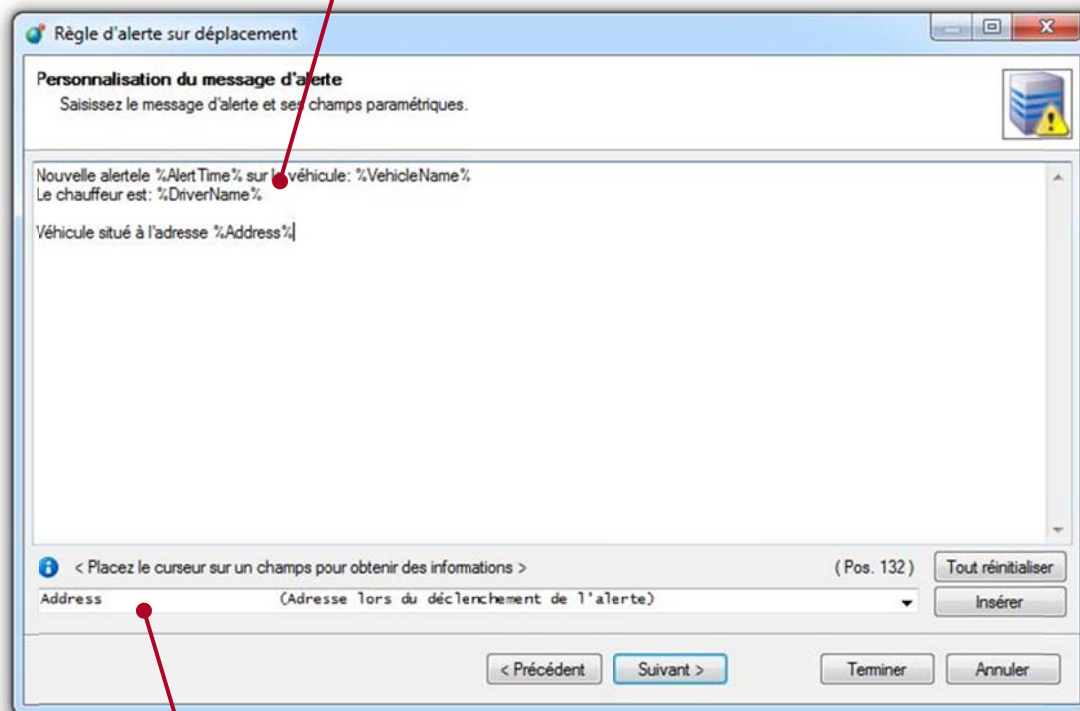 Règle d'alerte sur déplacement
Personnalisation du message d'alerte
Saisissez le message d'alerte et ses champs paramétriques.
Nouvelle alertele %AlertTime% sur le véhicule: %VehicleName%
Le chauffeur est: %DriverName%
Véhicule situé à l'adresse %Address%
< Placez le curseur sur un champs pour obtenir des informations > ( Pos. 132 ) Tout réinitialiser
Address (Adresse lors du déclenchement de l'alerte) Insérer
< Précédent Suivant > Terminer Annuler